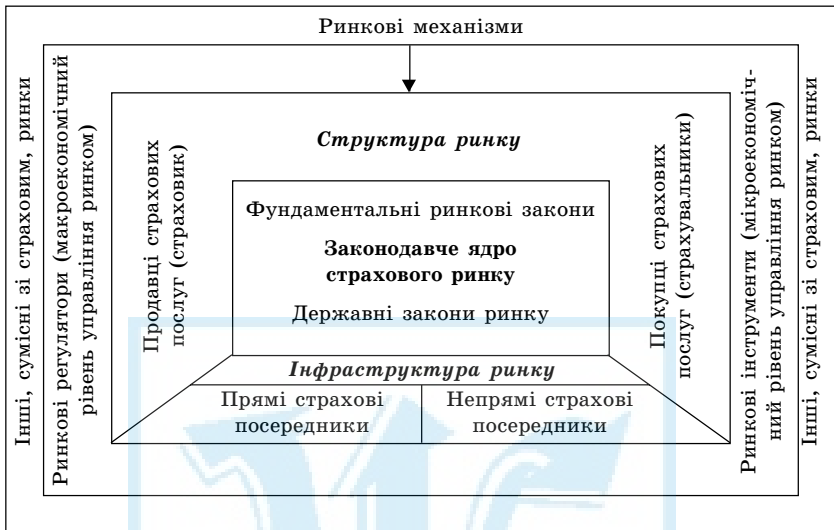 Ринкові механізми
Інші, сумісні зі страховим, ринки
Ринкові регулятори (макроекономічний
рівень управління ринком)
Продавці страхових
послуг (страховик)
Структура ринку
Фундаментальні ринкові закони
Законодавче ядро
страхового ринку
Державні закони ринку
Інфраструктура ринку
Прямі страхові
посередники
Непрямі страхові
посередники
Покупці страхових
послуг (страхувальники)
Ринкові інструменти (мікроекономіч-
ний рівень управління ринком)
Інші, сумісні зі страховим, ринки